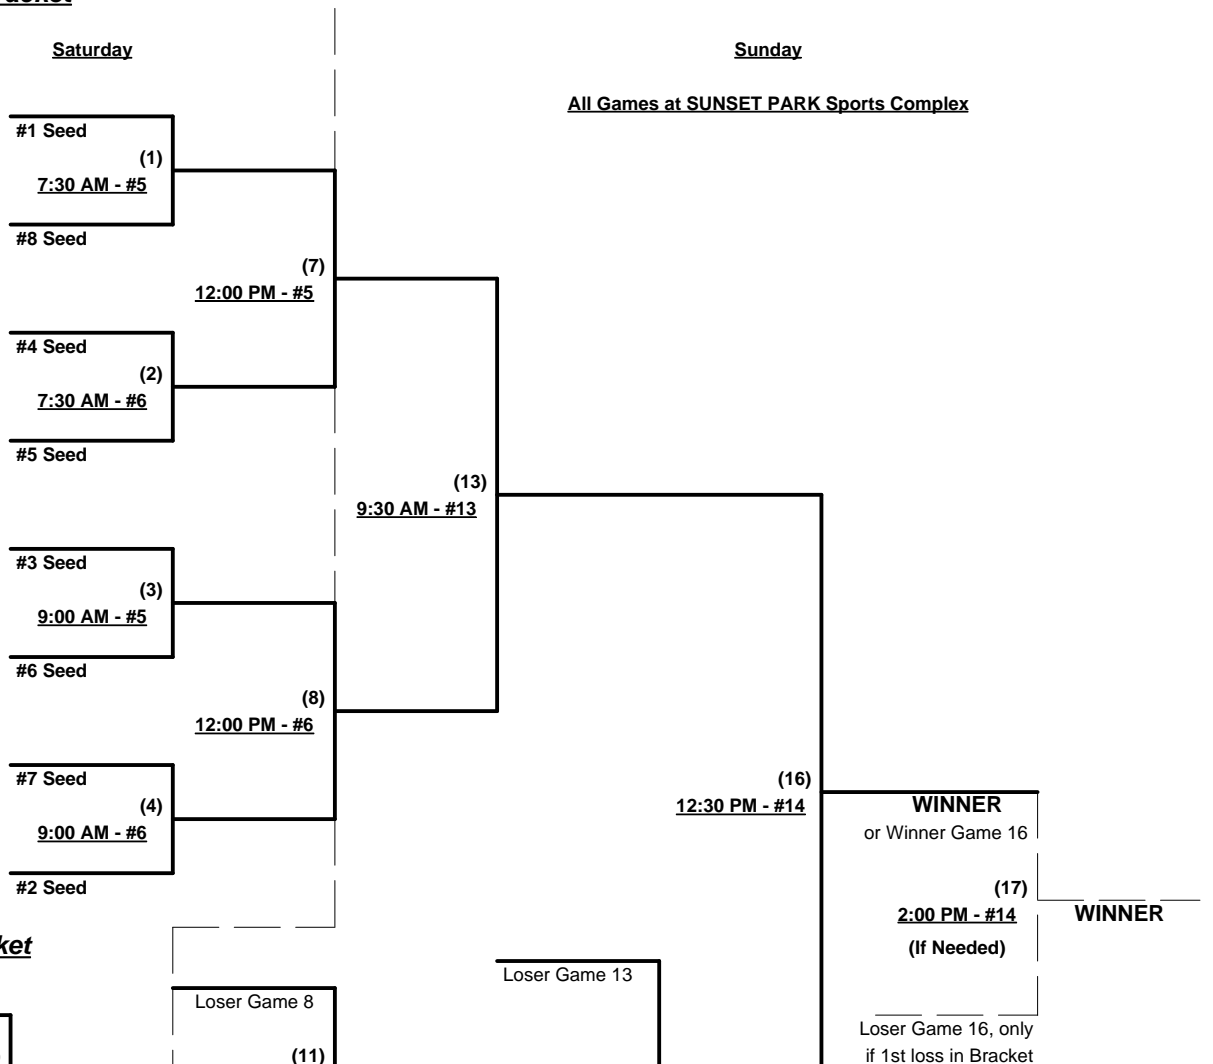 Saturday
Sunday
All Games at SUNSET PARK Sports Complex
#1 Seed
(1)
7:30 AM - #5
#8 Seed
(7)
12:00 PM - #5
#4 Seed
(2)
7:30 AM - #6
#5 Seed
(13)
9:30 AM - #13
#3 Seed
(3)
9:00 AM - #5
#6 Seed
(8)
12:00 PM - #6
#7 Seed
(4)
9:00 AM - #6
#2 Seed
(16)
12:30 PM - #14
WINNER
or Winner Game 16
(17)
2:00 PM - #14
WINNER
(If Needed)
ket
Loser Game 13
Loser Game 8
Loser Game 16, only
(11)
if 1st loss in Bracket